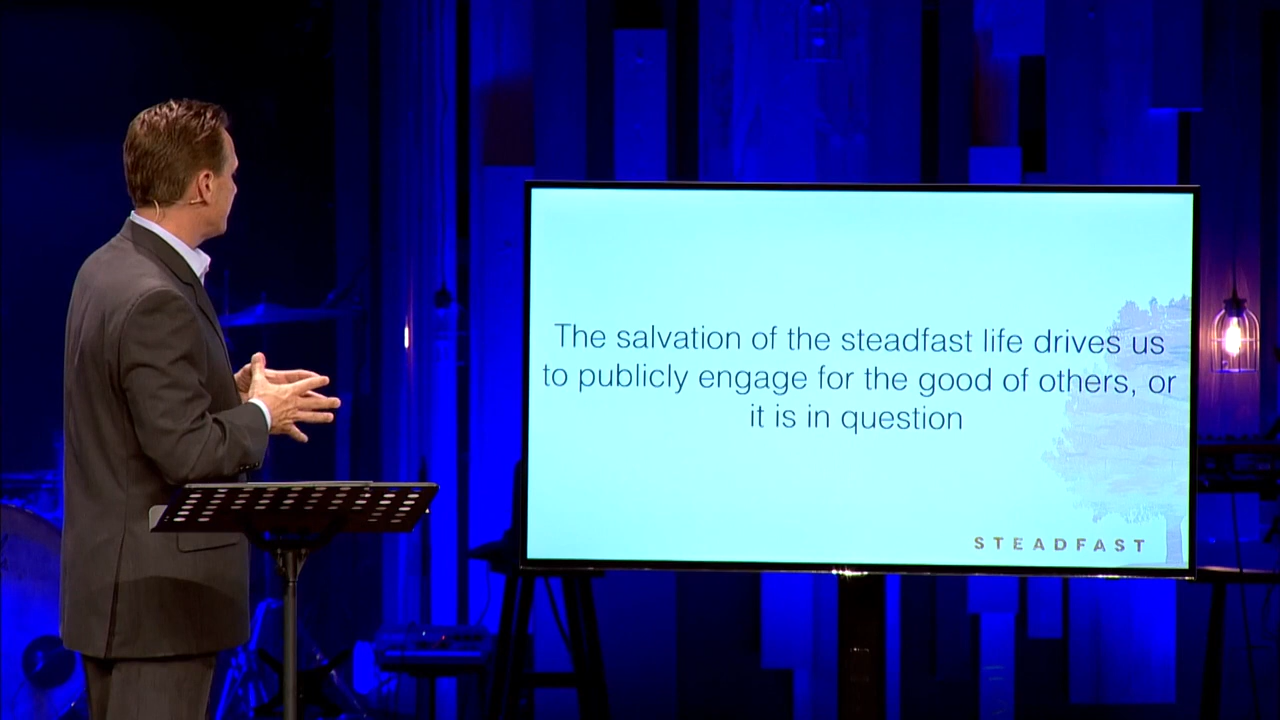 The salvation of the steadfast life drives us
to publicly engage for the good of others, or
it is in question
STEADFAST